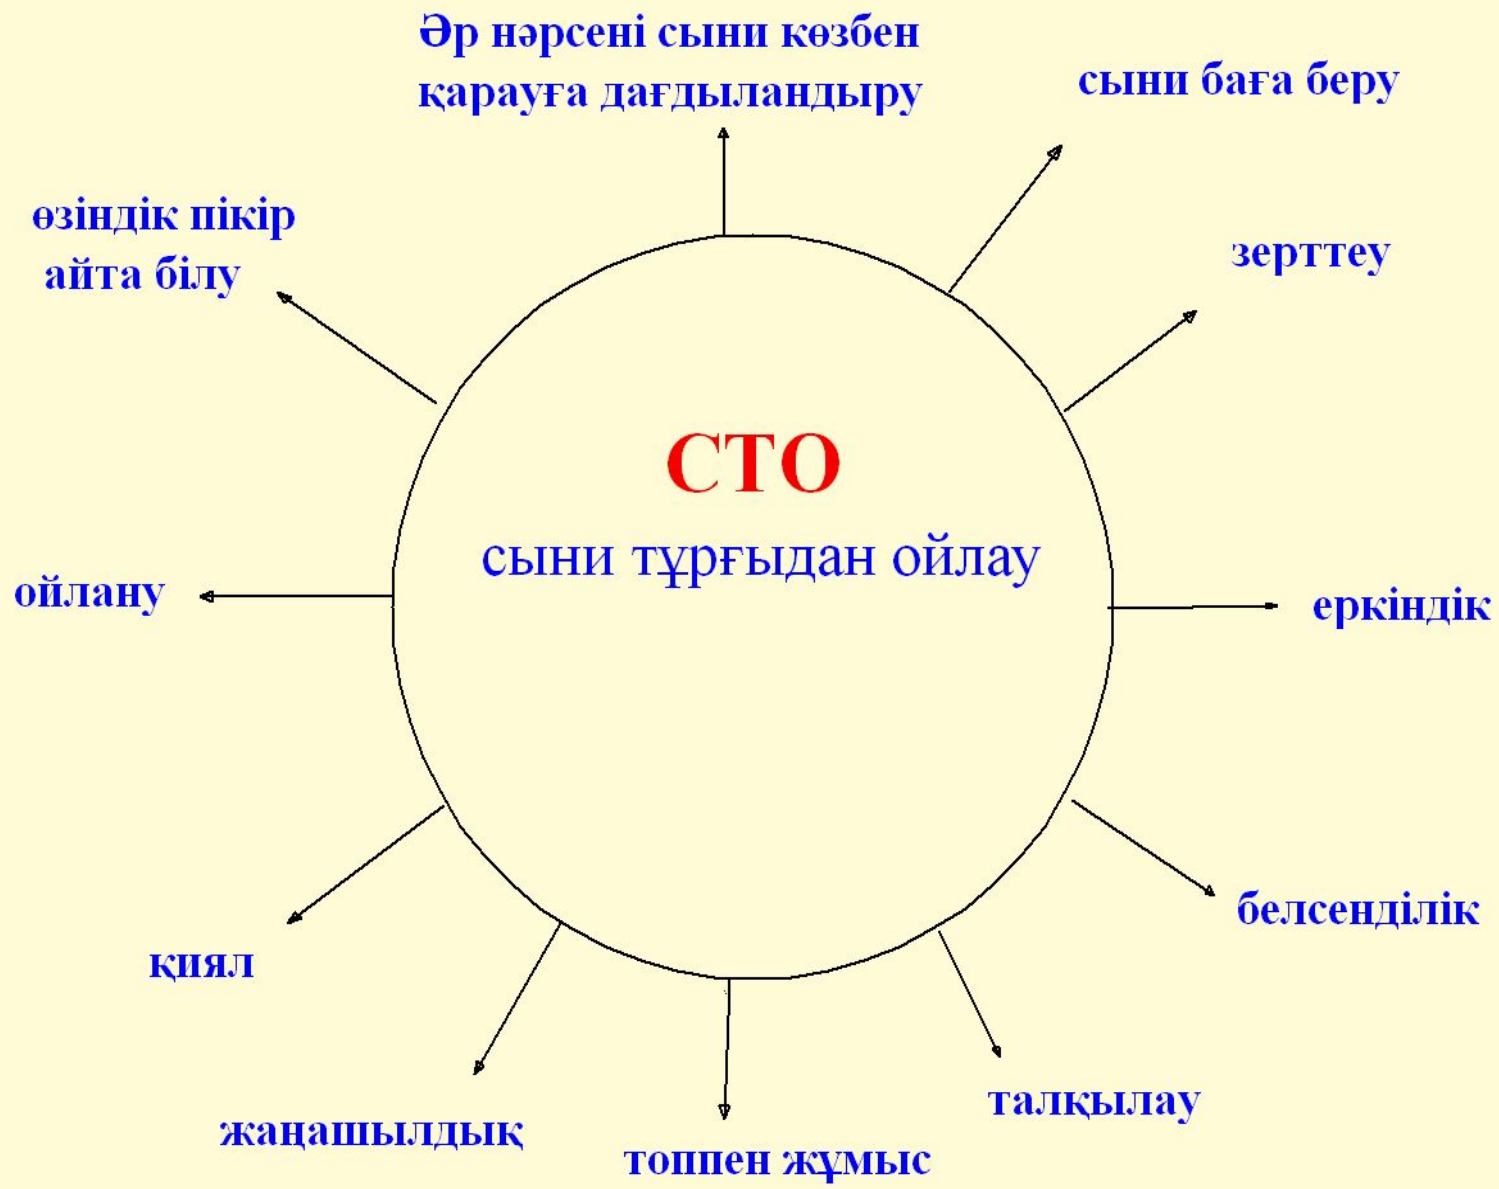 Әр нәрсені сыни көзбен
қарауға дағдыландыру
сыни баға беру
өзіндік пікір
айта білу
зерттеу
СТО
сыни тұрғыдан ойлау
ойлану
еркіндік
белсенділік
қиял
талқылау
жаңашылдық
топпен жұмыс